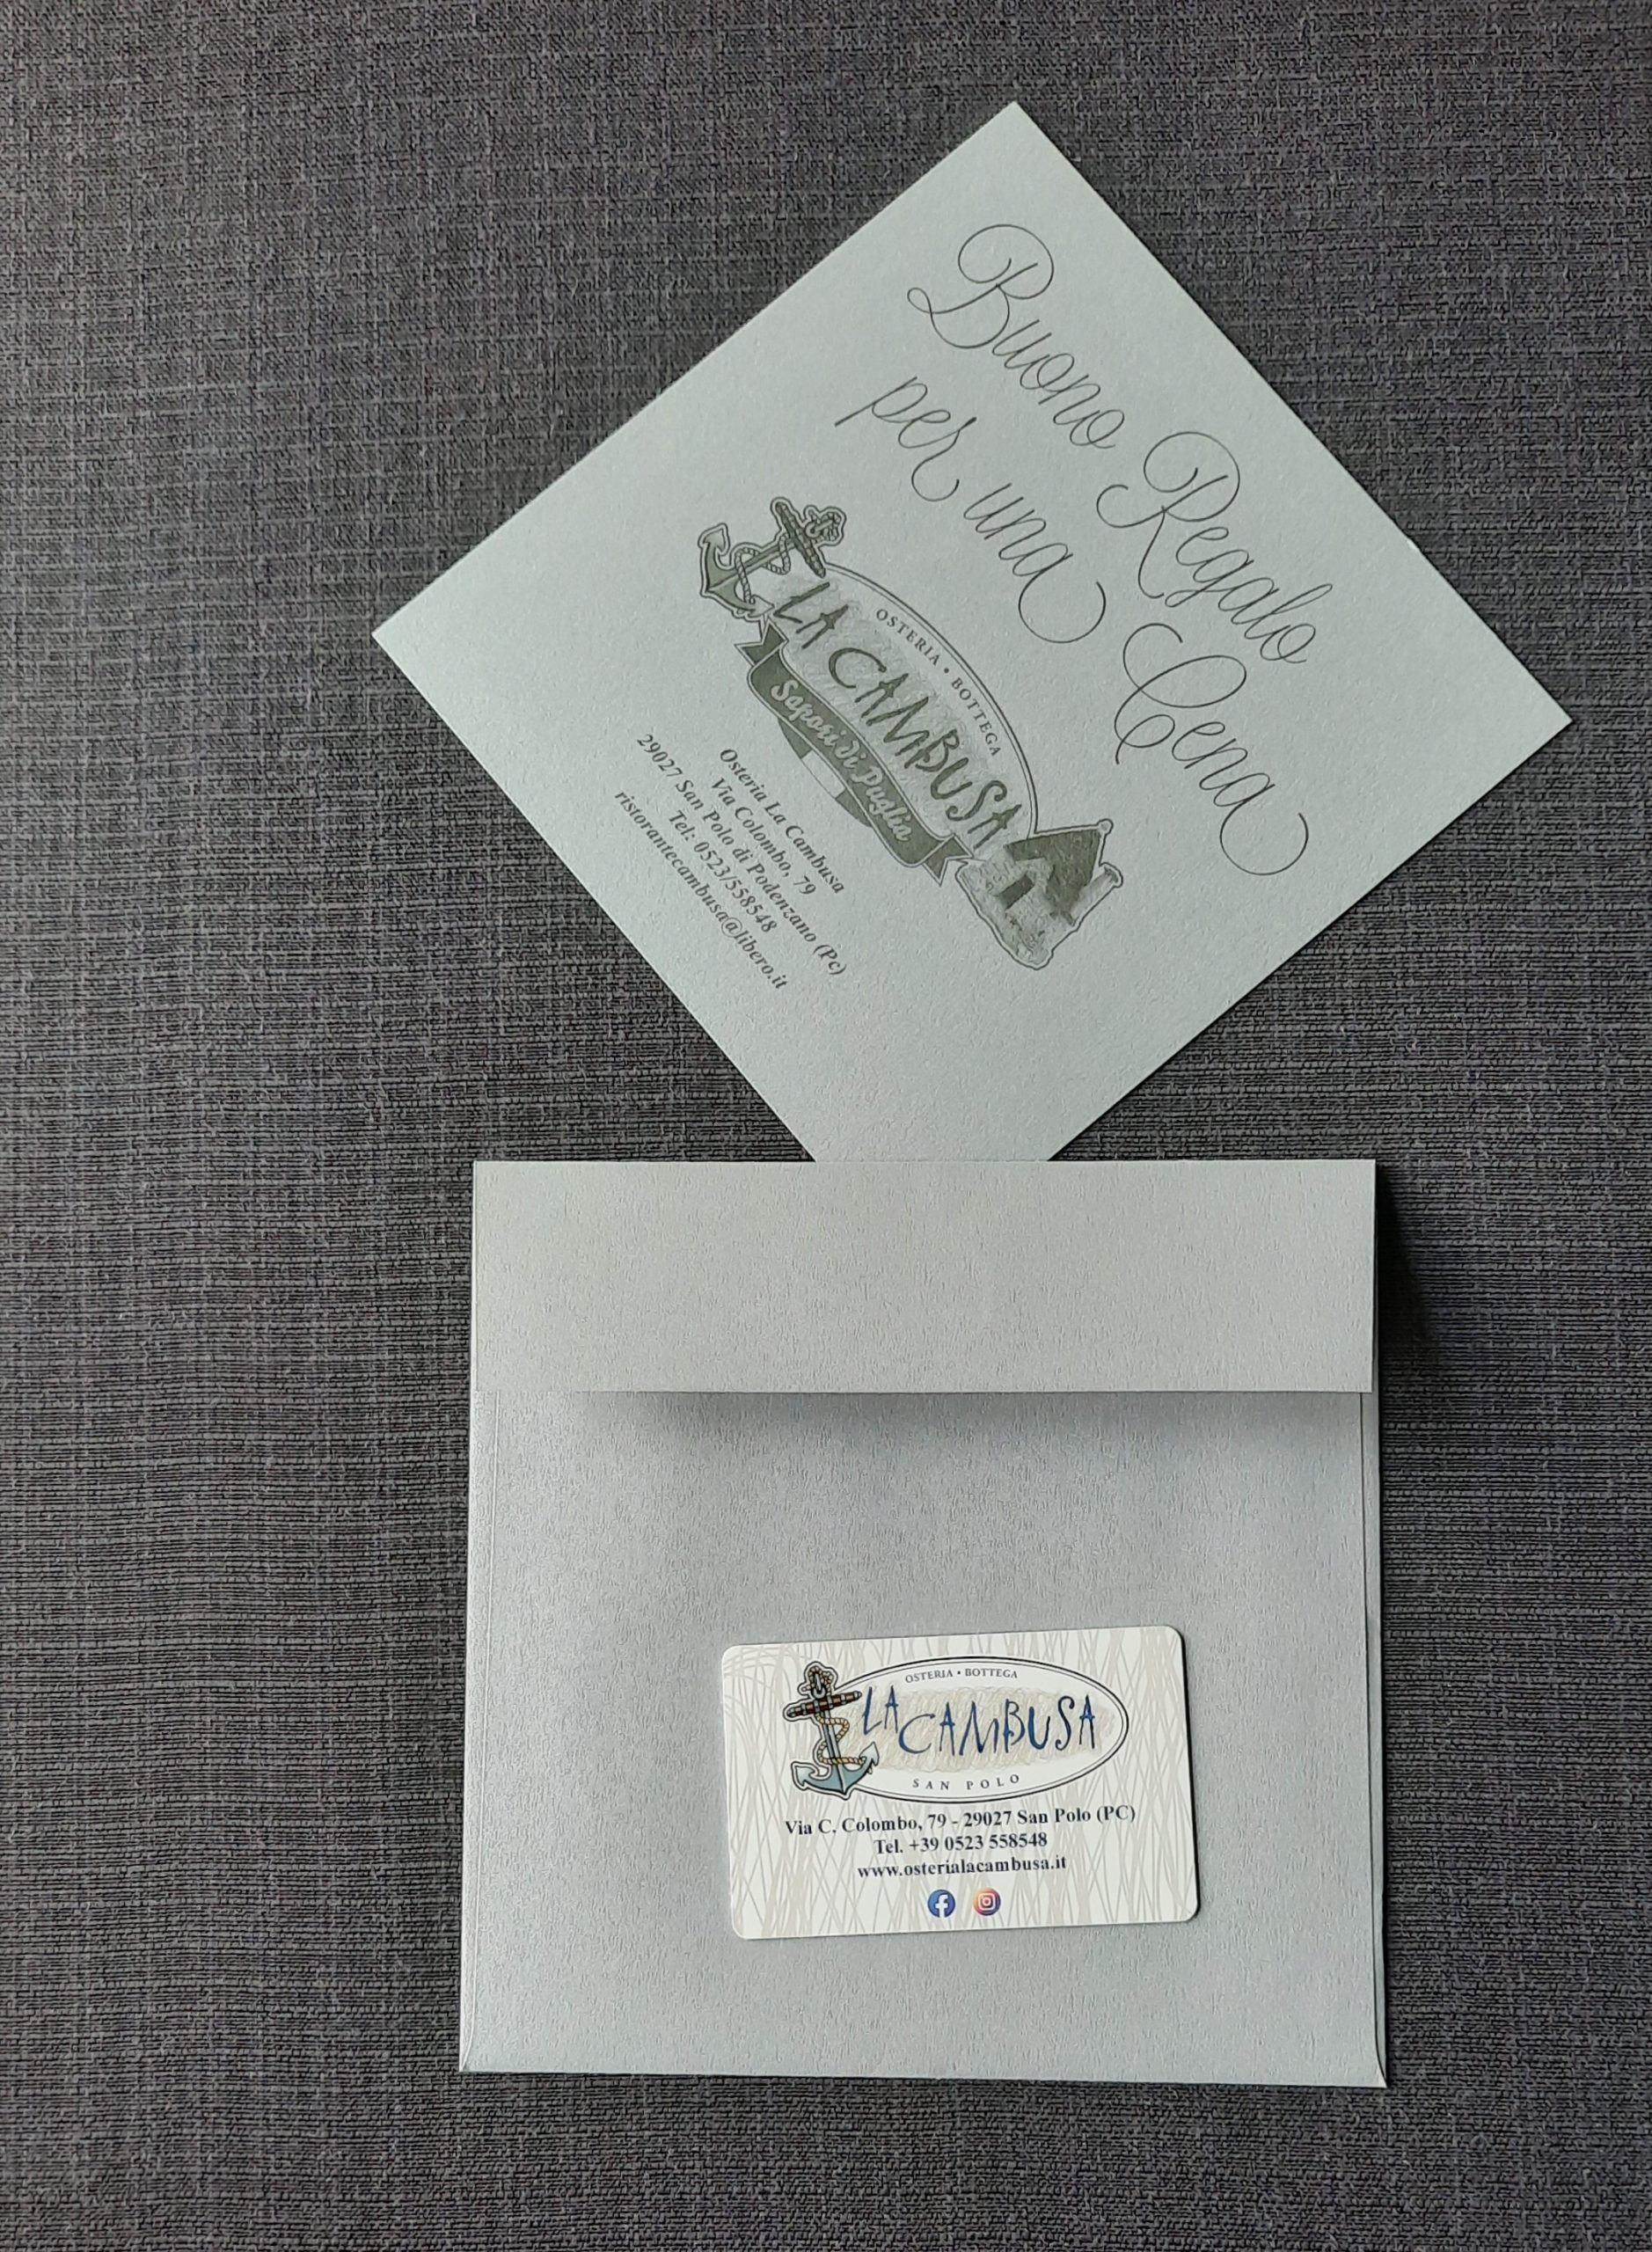 Buono Regalo
per una Cena
OSTERIA • BOTTEGA
LA CAMBUSA
Sapori di Puglia
Osteria La Cambusa
Via Colombo, 79
29027 San Polo di Podenzano (Pc)
Tel: 0523/558548
ristorantecambusa@libero.it
OSTERIA • BOTTEGA
LA CAMBUSA
SAN POLO
Via C. Colombo, 79 - 29027 San Polo (PC)
Tel. +39 0523 558548
www.osterialacambusa.it